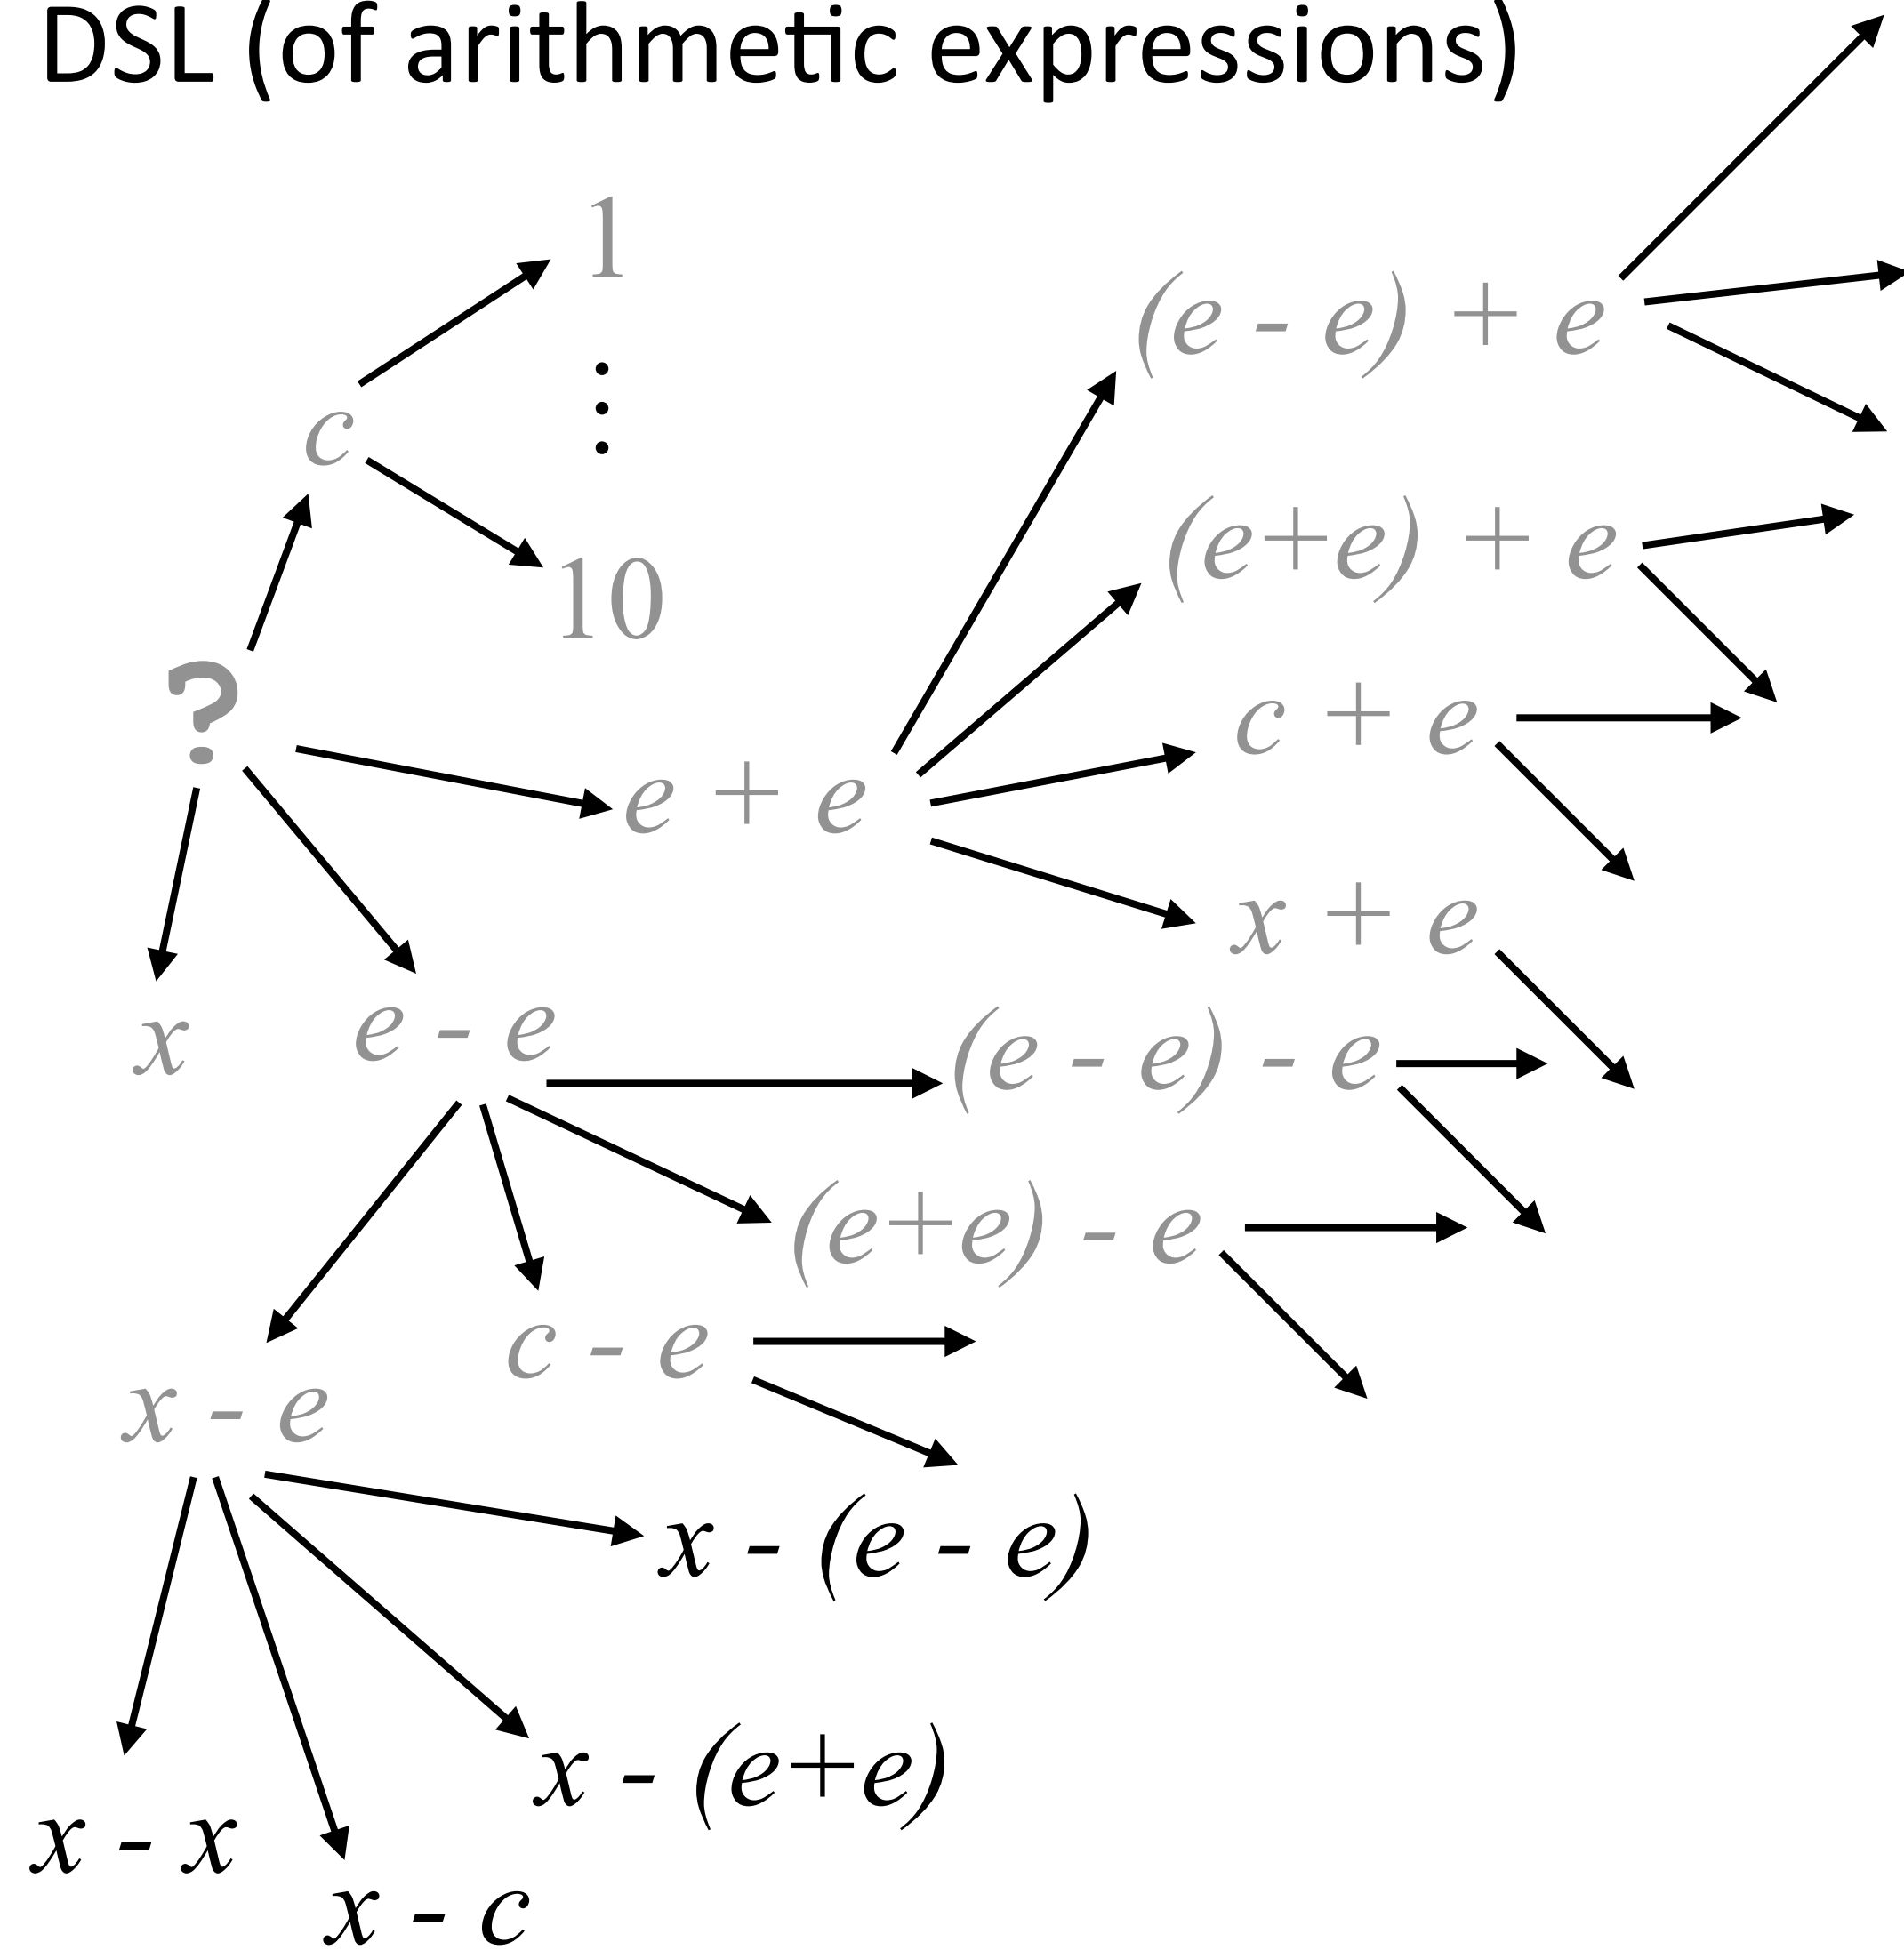 DSL (of arithmetic expressions)
1
(e - e) + e
⋮
c
(e+e) + e
10
?
c + e
e + e
x + e
x
e - e
(e - e) - e
(e+e) - e
c - e
x - e
x - (e - e)
x - (e+e)
x - x
x - c